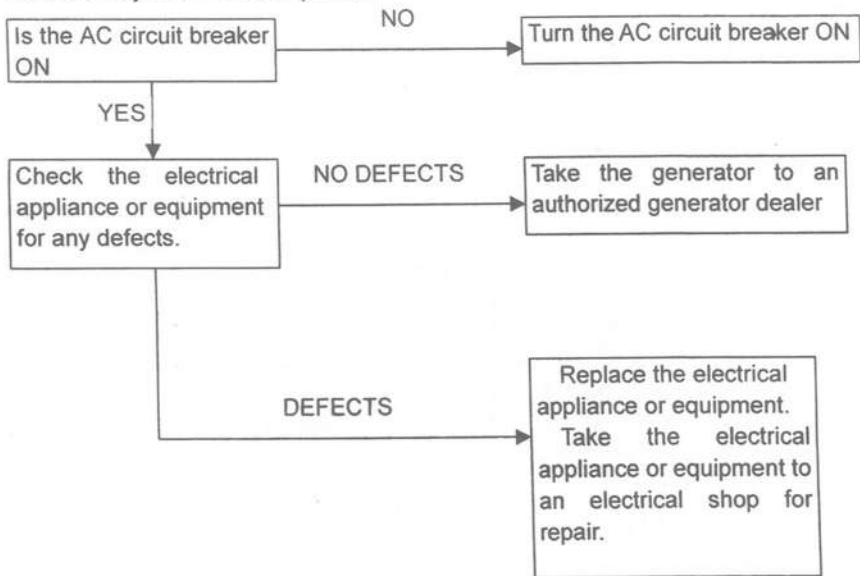 Is the AC circuit breaker
ON
NO
Turn the AC circuit breaker ON
YES
Check the electrical
appliance or equipment
for any defects.
NO DEFECTS
Take the generator to an
authorized generator dealer
DEFECTS
Replace the electrical
appliance or equipment.
Take the electrical
appliance or equipment to
an electrical shop for
repair.